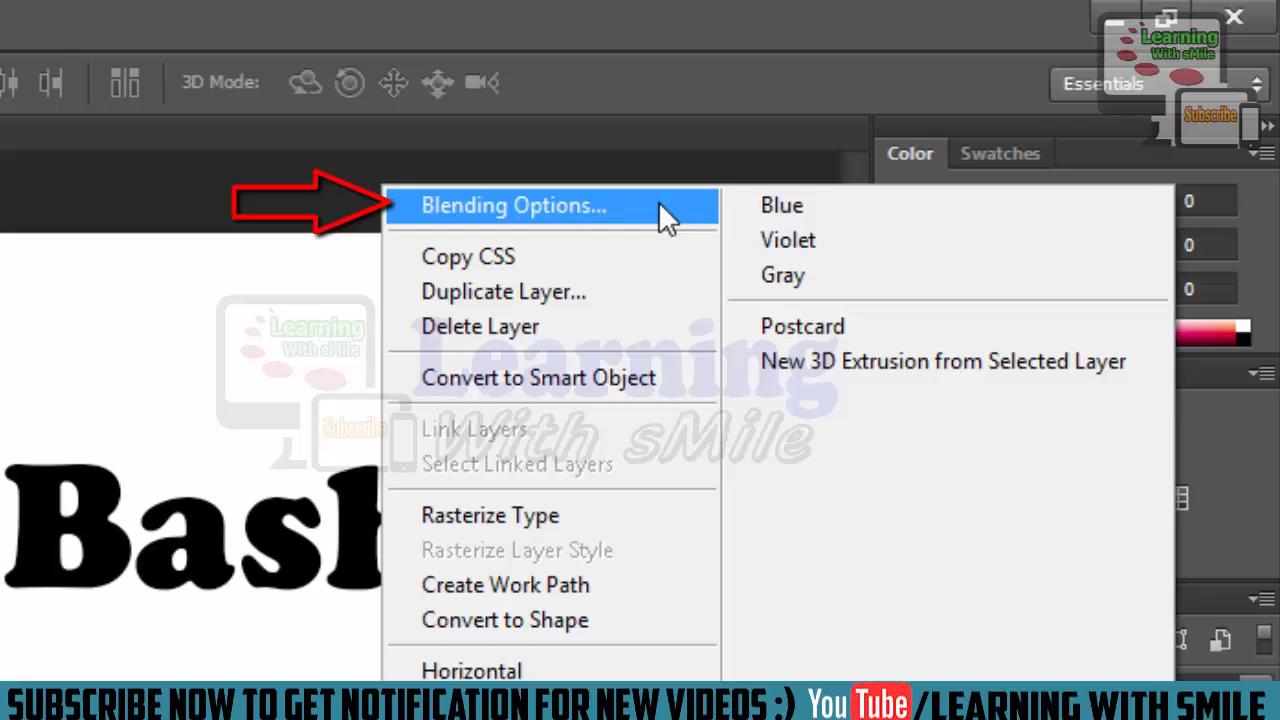 Learning
With sMile
Subscribe
3D Mode:
Essentials
Color
Swatches
0
0
0
Blending Options...
Copy CSS
Duplicate Layer...
Delete Layer
Convert to Smart Object
Link Layers
Select Linked Layers
Rasterize Type
Rasterize Layer Style
Create Work Path
Convert to Shape
Horizontal
Blue
Violet
Gray
Postcard
New 3D Extrusion from Selected Layer
Learning
With sMile
Subscribe
Learning
With sMile
Bash
SUBSCRIBE NOW TO GET NOTIFICATION FOR NEW VIDEOS ;) YouTube/LEARNING WITH SMILE